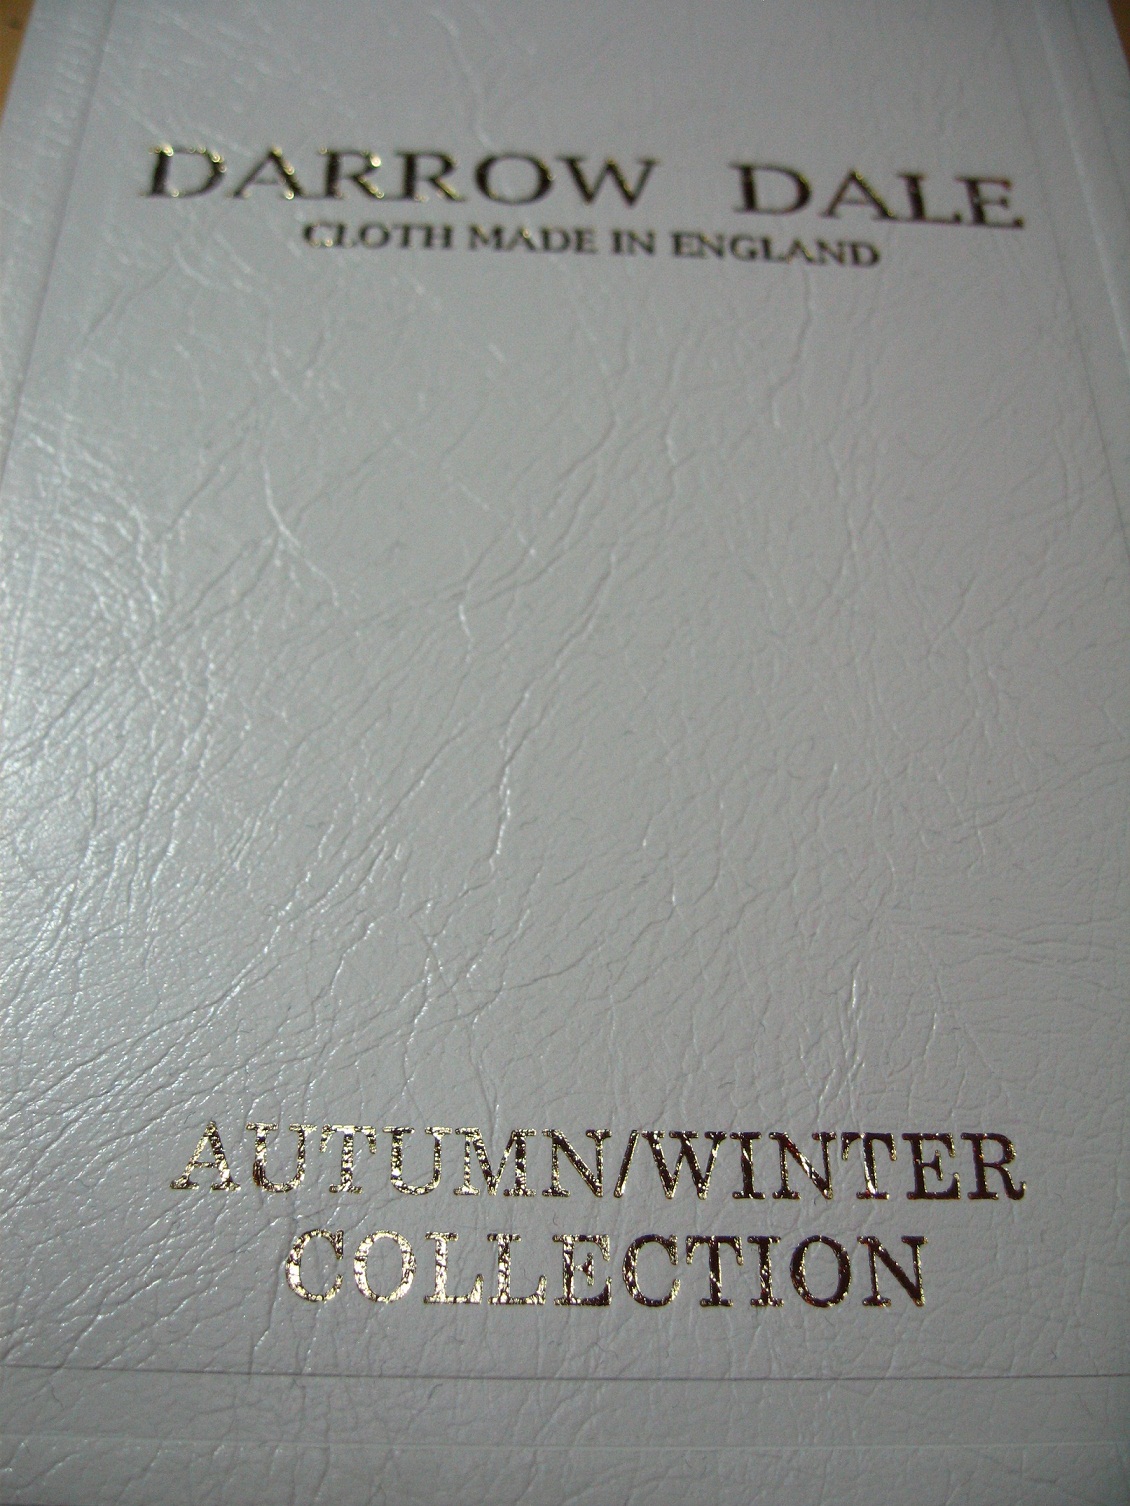 DARROW DALE
CLOTH MADE IN ENGLAND
AUTUMN/WINTER
COLLECTION